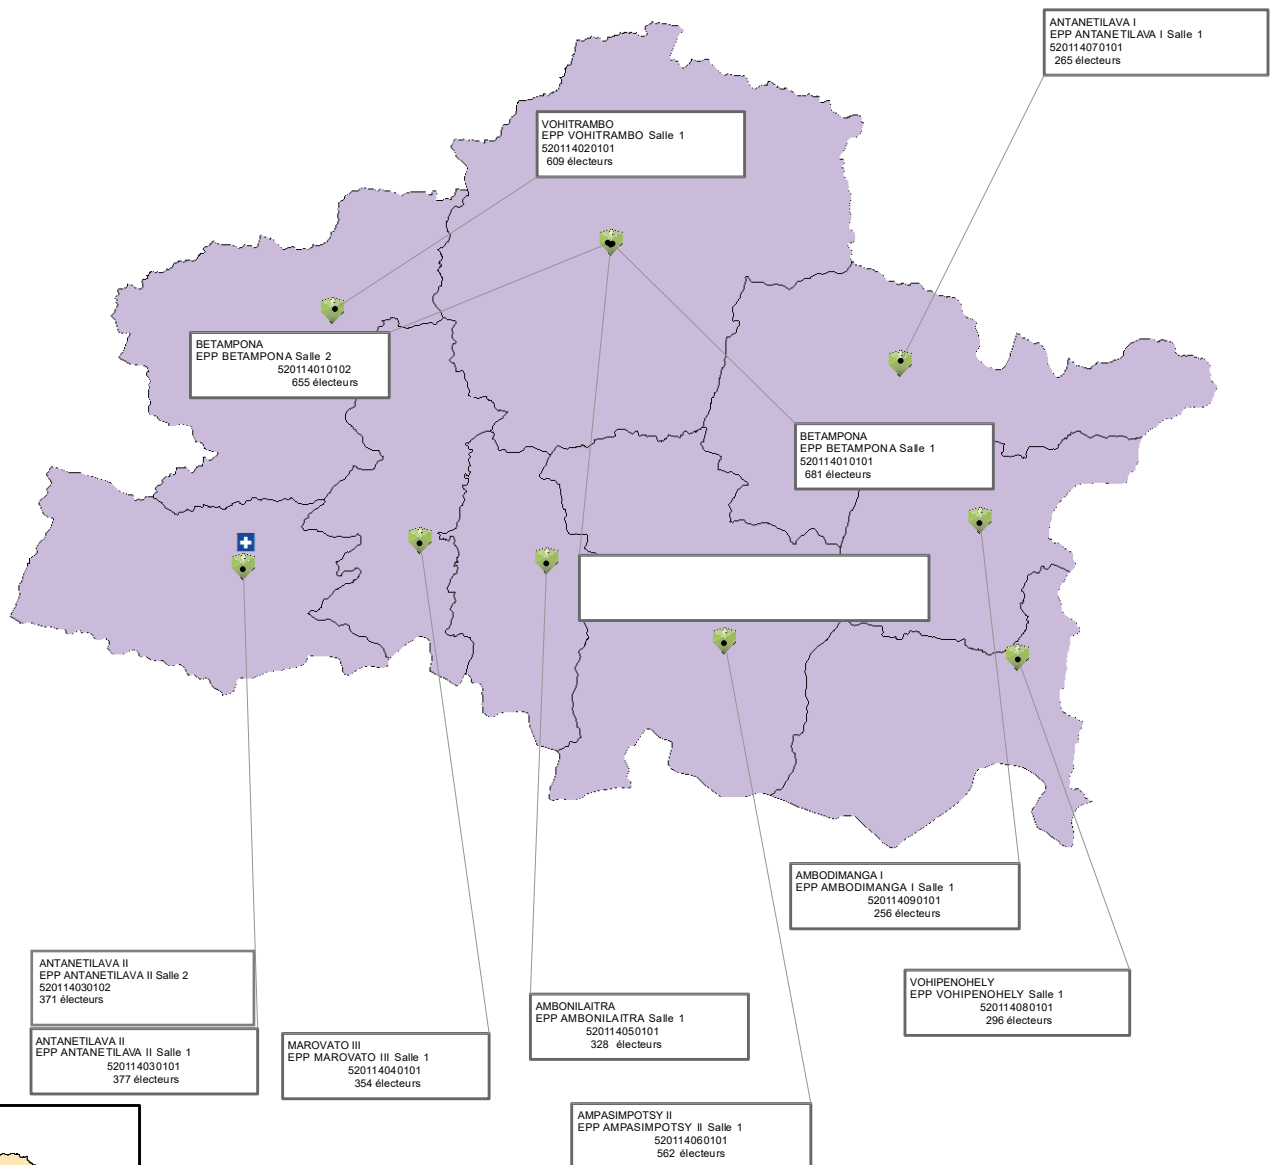 ANTANETILAVA I
EPP ANTANETILAVA I Salle 1
520114070101
265 électeurs
VOHITRAMBO
EPP VOHITRAMBO Salle 1
520114020101
609 électeurs
BETAMPONA
EPP BETAMPONA Salle 2
520114010102
655 électeurs
BETAMPONA
EPP BETAMPONA Salle 1
520114010101
681 électeurs
AMBODIMANGA I
EPP AMBODIMANGA I Salle 1
520114090101
256 électeurs
ANTANETILAVA II
EPP ANTANETILAVA II Salle 2
520114030102
371 électeurs
VOHIPENOHELY
EPP VOHIPENOHELY Salle 1
520114080101
296 électeurs
AMBONILAITRA
EPP AMBONILAITRA Salle 1
520114050101
328 électeurs
ANTANETILAVA II
EPP ANTANETILAVA II Salle 1
520114030101
377 électeurs
MAROVATO III
EPP MAROVATO III Salle 1
520114040101
354 électeurs
AMPASIMPOTSY II
EPP AMPASIMPOTSY II Salle 1
520114060101
562 électeurs